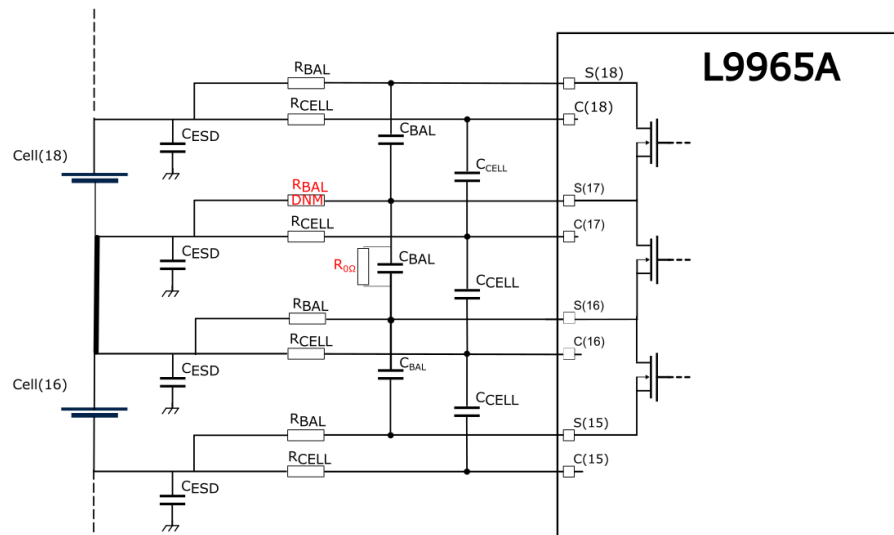 L9965A
RBAL
S(18)
RCELL
C(18)
CESD
CBAL
Cell(18)
CCELL
RBAL
DNM
S(17)
RCELL
C(17)
CESD
R0Ω
CBAL
CCELL
RBAL
S(16)
RCELL
C(16)
CESD
CBAL
Cell(16)
CCELL
RBAL
S(15)
RCELL
C(15)
CESD